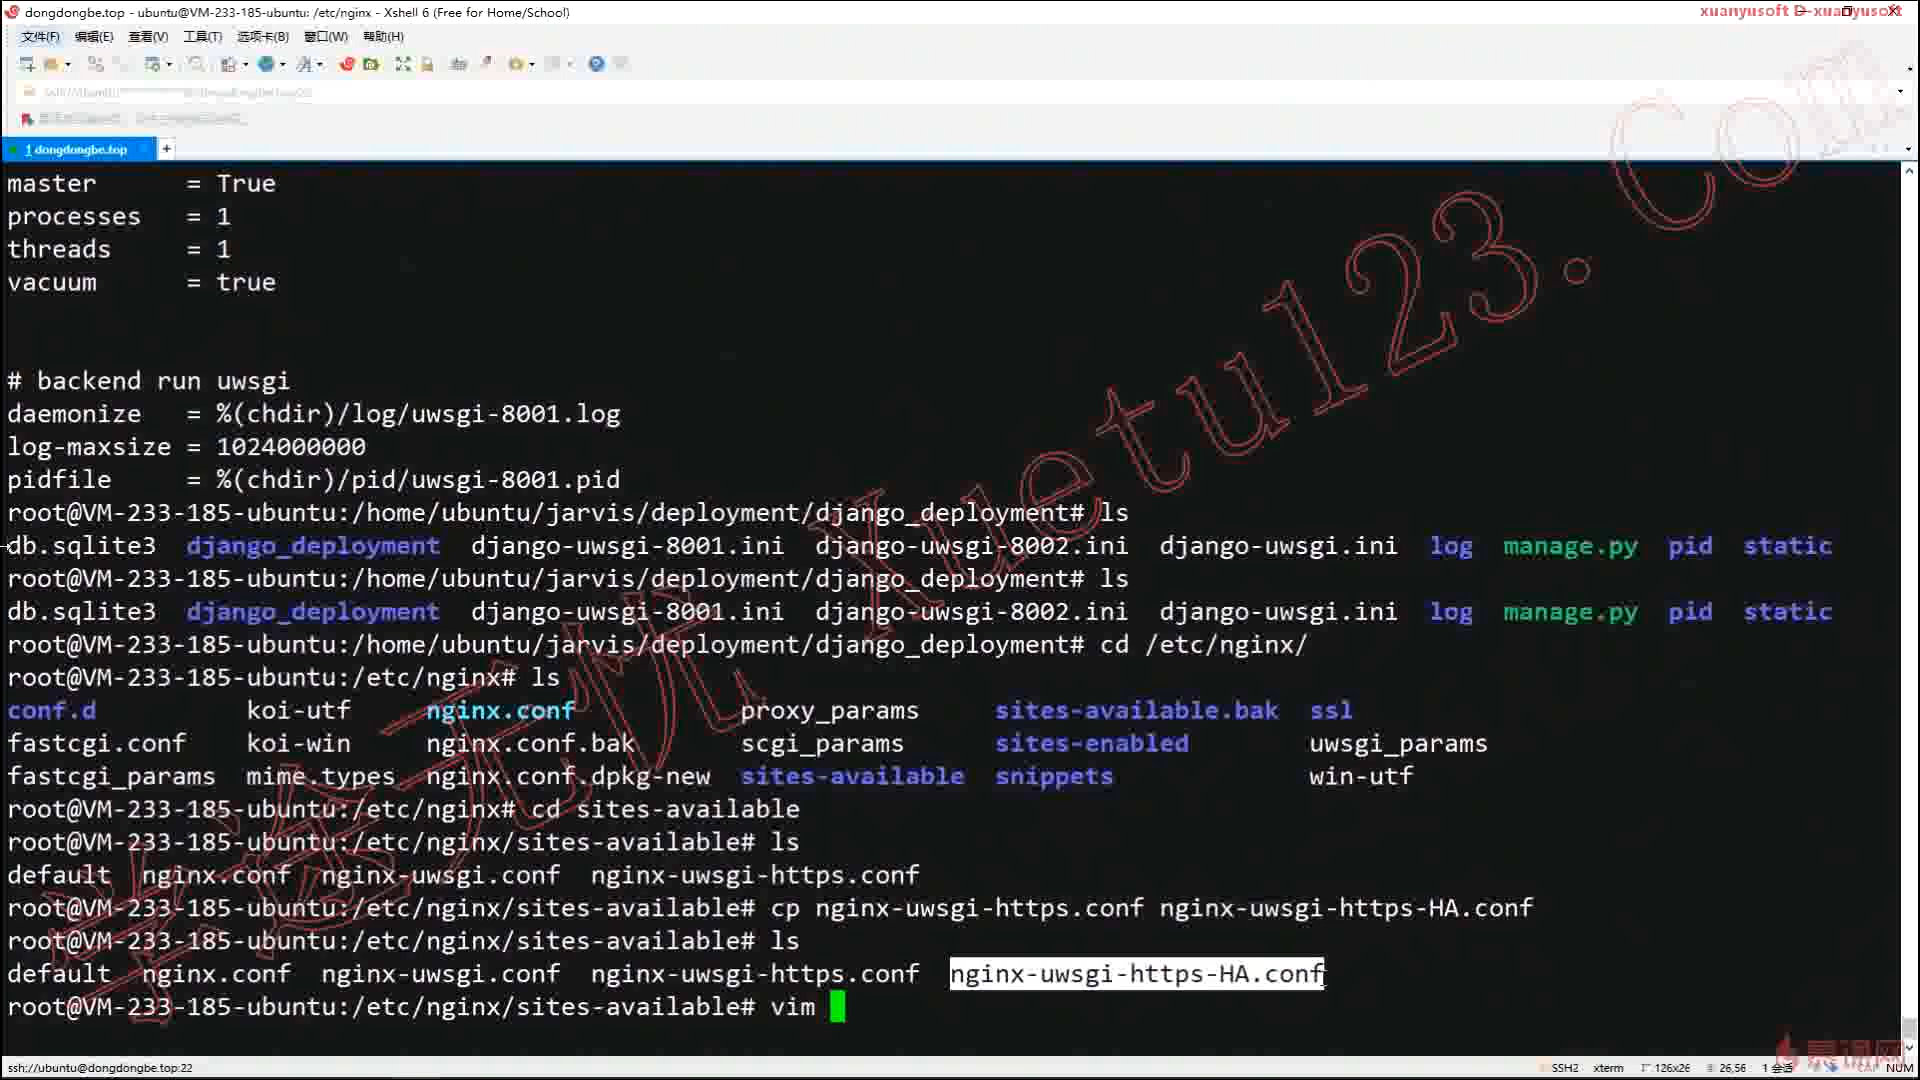 dongdongbe.top - ubuntu@VM-233-185-ubuntu: /etc/nginx - Xshell 6 (Free for Home/School)
xuanyusoft D-xuanyusoft
文件(F) 编辑(E) 查看(V) 工具(T) 选项卡(B) 窗口(W) 帮助(H)
1 dongdongbe.top +
master = True
processes = 1
threads = 1
vacuum = true
# backend run uwsgi
daemonize = %(chdir)/log/uwsgi-8001.log
log-maxsize = 1024000000
pidfile = %(chdir)/pid/uwsgi-8001.pid
root@VM-233-185-ubuntu:/home/ubuntu/jarvis/deployment/django_deployment# ls
db.sqlite3 django_deployment django-uwsgi-8001.ini django-uwsgi-8002.ini django-uwsgi.ini log manage.py pid static
root@VM-233-185-ubuntu:/home/ubuntu/jarvis/deployment/django_deployment# ls
db.sqlite3 django_deployment django-uwsgi-8001.ini django-uwsgi-8002.ini django-uwsgi.ini log manage.py pid static
root@VM-233-185-ubuntu:/home/ubuntu/jarvis/deployment/django_deployment# cd /etc/nginx/
root@VM-233-185-ubuntu:/etc/nginx# ls
conf.d koi-utf nginx.conf proxy_params sites-available.bak ssl
fastcgi.conf koi-win nginx.conf.bak scgi_params sites-enabled uwsgi_params
fastcgi_params mime.types nginx.conf.dpkg-new sites-available snippets win-utf
root@VM-233-185-ubuntu:/etc/nginx# cd sites-available
root@VM-233-185-ubuntu:/etc/nginx/sites-available# ls
default nginx.conf nginx-uwsgi.conf nginx-uwsgi-https.conf
root@VM-233-185-ubuntu:/etc/nginx/sites-available# cp nginx-uwsgi-https.conf nginx-uwsgi-https-HA.conf
root@VM-233-185-ubuntu:/etc/nginx/sites-available# ls
default nginx.conf nginx-uwsgi.conf nginx-uwsgi-https.conf nginx-uwsgi-https-HA.conf
root@VM-233-185-ubuntu:/etc/nginx/sites-available# vim
Xuetu123.Com
ssh://ubuntu@dongdongbe.top:22 SSH2 xterm 126x26 26,56 1 会话 CAP NUM